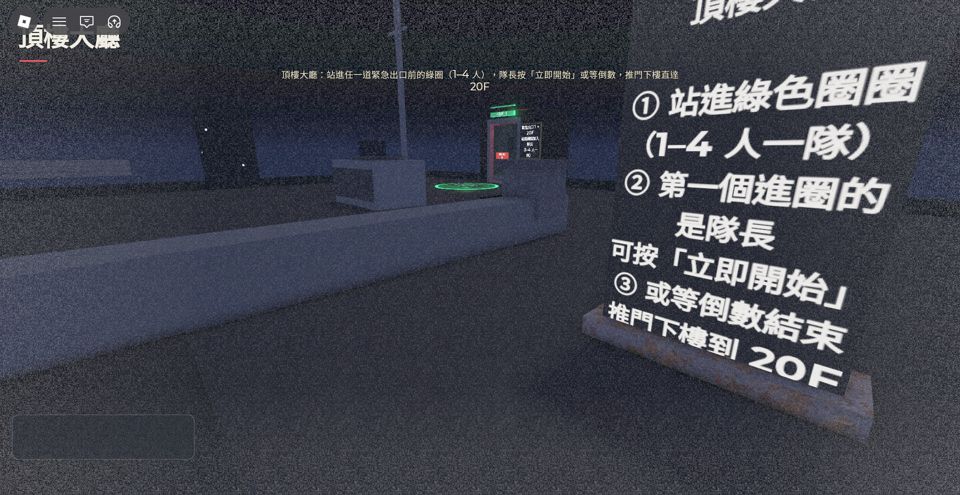 頂樓大廳
頂樓大廳：站進任一道緊急出口前的綠圈（1–4 人），隊長按「立即開始」或等倒數，推門下樓直達
20F
頂樓大
① 站進綠色圈圈
（1–4 人一隊）
② 第一個進圈的
是隊長
可按「立即開始」
③ 或等倒數結束
推門下樓到 20F